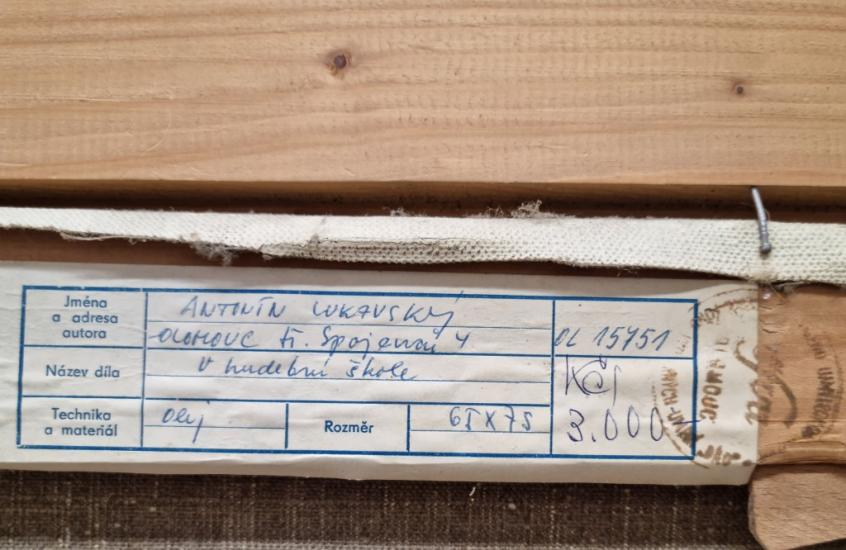 Jména
a adresa
autora
ANTONÍN LUKAVSKÝ
OLOMOUC tř. Spojenců 4
OL 15751
Název díla
V hudební škole
Kčs
Technika
a materiál
olej
Rozměr
65 X 75
3.000